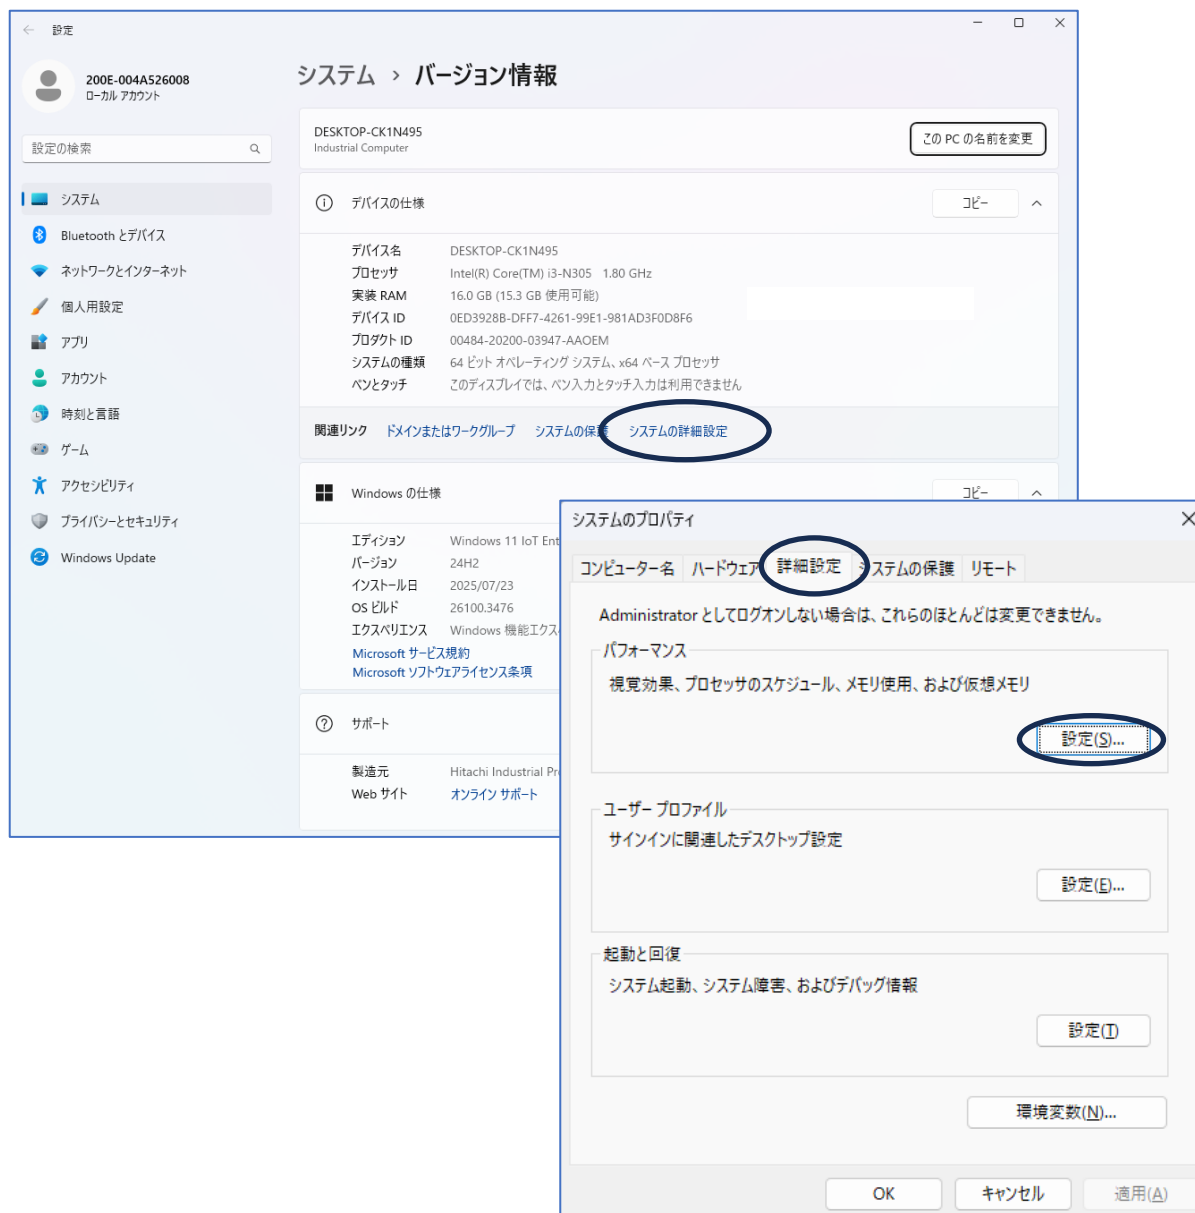 設定
200E-004A526008
ローカル アカウント
設定の検索
システム
Bluetooth とデバイス
ネットワークとインターネット
個人用設定
アプリ
アカウント
時刻と言語
ゲーム
アクセシビリティ
プライバシーとセキュリティ
Windows Update
システム › バージョン情報
DESKTOP-CK1N495
Industrial Computer
この PC の名前を変更
デバイスの仕様
コピー
デバイス名 DESKTOP-CK1N495
プロセッサ Intel(R) Core(TM) i3-N305 1.80 GHz
実装 RAM 16.0 GB (15.3 GB 使用可能)
デバイス ID 0ED3928B-DFF7-4261-99E1-981AD3F0D8F6
プロダクト ID 00484-20200-03947-AAOEM
システムの種類 64 ビット オペレーティング システム、x64 ベース プロセッサ
ペンとタッチ このディスプレイでは、ペン入力とタッチ入力は利用できません
関連リンク ドメインまたはワークグループ システムの保護 システムの詳細設定
Windows の仕様
コピー
エディション Windows 11 IoT Ent
バージョン 24H2
インストール日 2025/07/23
OS ビルド 26100.3476
エクスペリエンス Windows 機能エクス
Microsoft サービス規約
Microsoft ソフトウェアライセンス条項
サポート
製造元 Hitachi Industrial Pr
Web サイト オンライン サポート
システムのプロパティ
コンピューター名 ハードウェア 詳細設定 システムの保護 リモート
Administrator としてログオンしない場合は、これらのほとんどは変更できません。
パフォーマンス
視覚効果、プロセッサのスケジュール、メモリ使用、および仮想メモリ
設定(S)...
ユーザー プロファイル
サインインに関連したデスクトップ設定
設定(E)...
起動と回復
システム起動、システム障害、およびデバッグ情報
設定(T)
環境変数(N)...
OK キャンセル 適用(A)